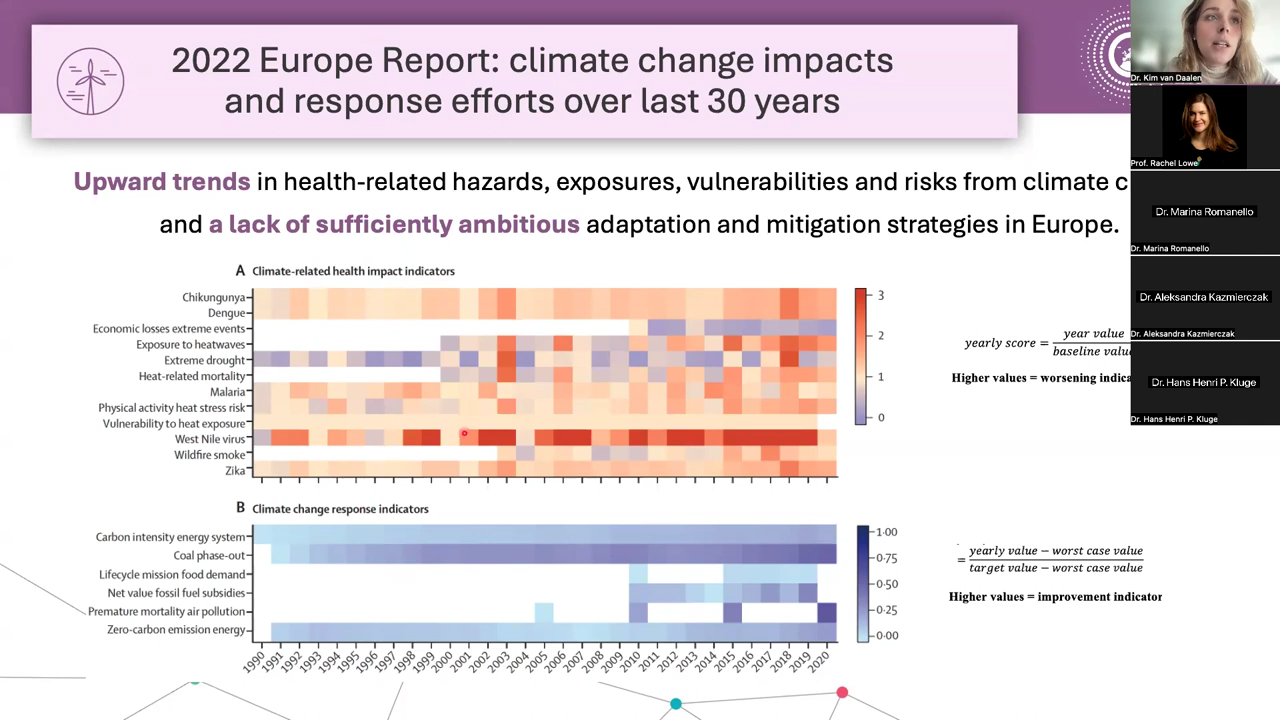 2022 Europe Report: climate change impacts
and response efforts over last 30 years
Upward trends in health-related hazards, exposures, vulnerabilities and risks from climate c
and a lack of sufficiently ambitious adaptation and mitigation strategies in Europe.
A Climate-related health impact indicators
Chikungunya
Dengue
Economic losses extreme events
Exposure to heatwaves
Extreme drought
Heat-related mortality
Malaria
Physical activity heat stress risk
Vulnerability to heat exposure
West Nile virus
Wildfire smoke
Zika
3
2
1
0
yearly score = year value
baseline valu
Higher values = worsening indica
B Climate change response indicators
Carbon intensity energy system
Coal phase-out
Lifecycle mission food demand
Net value fossil fuel subsidies
Premature mortality air pollution
Zero-carbon emission energy
1·00
0·75
0·50
0·25
0·00
= yearly value − worst case value
target value − worst case value
Higher values = improvement indicator
1990 1991 1992 1993 1994 1995 1996 1997 1998 1999 2000 2001 2002 2003 2004 2005 2006 2007 2008 2009 2010 2011 2012 2013 2014 2015 2016 2017 2018 2019 2020
Dr. Kim van Daalen
Prof. Rachel Lowe
Dr. Marina Romanello
Dr. Marina Romanello
Dr. Aleksandra Kazmierczak
Dr. Aleksandra Kazmierczak
Dr. Hans Henri P. Kluge
Dr. Hans Henri P. Kluge